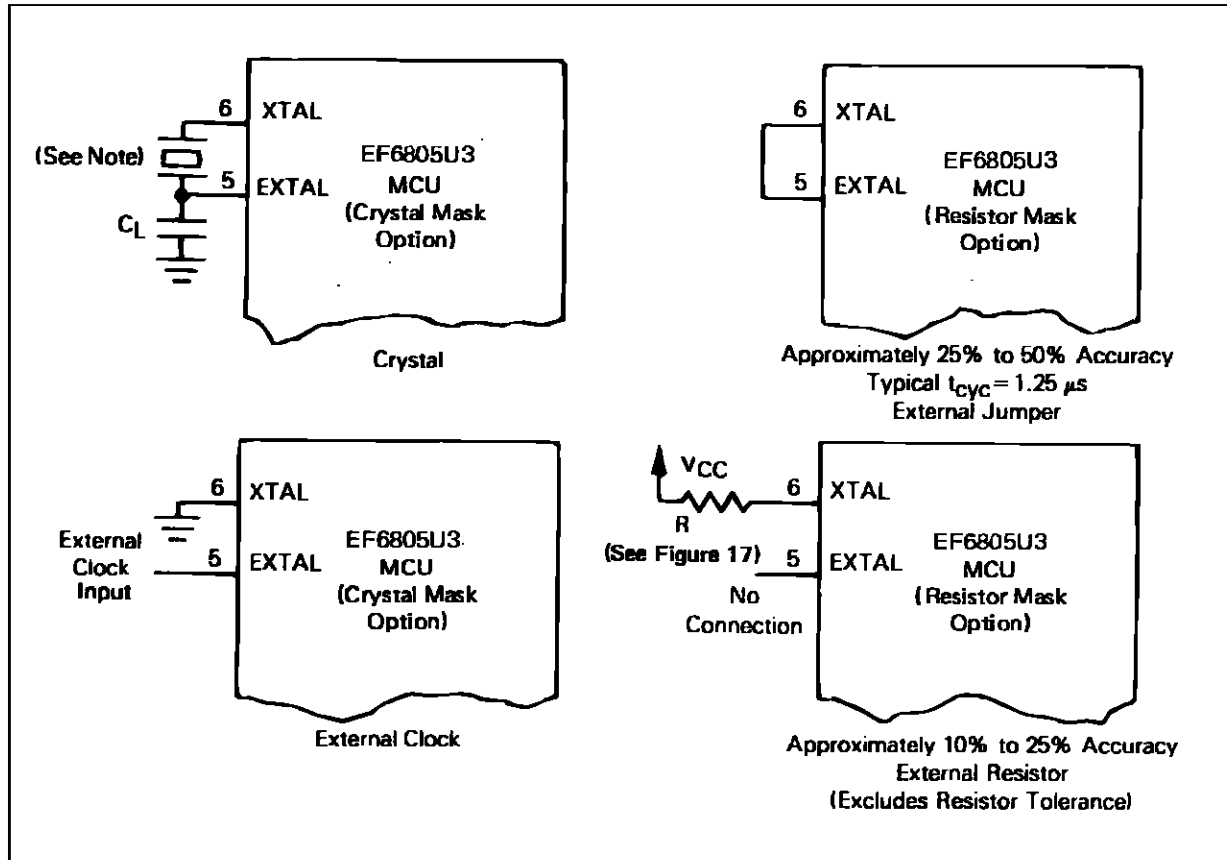 6
XTAL
(See Note)
5
EXTAL
CL
EF6805U3
MCU
(Crystal Mask
Option)
Crystal
6
XTAL
5
EXTAL
EF6805U3
MCU
(Resistor Mask
Option)
Approximately 25% to 50% Accuracy
Typical tcyc = 1.25 μs
External Jumper
6
XTAL
External
Clock
Input
5
EXTAL
EF6805U3
MCU
(Crystal Mask
Option)
External Clock
VCC
R
(See Figure 17)
6
XTAL
5
EXTAL
No
Connection
EF6805U3
MCU
(Resistor Mask
Option)
Approximately 10% to 25% Accuracy
External Resistor
(Excludes Resistor Tolerance)